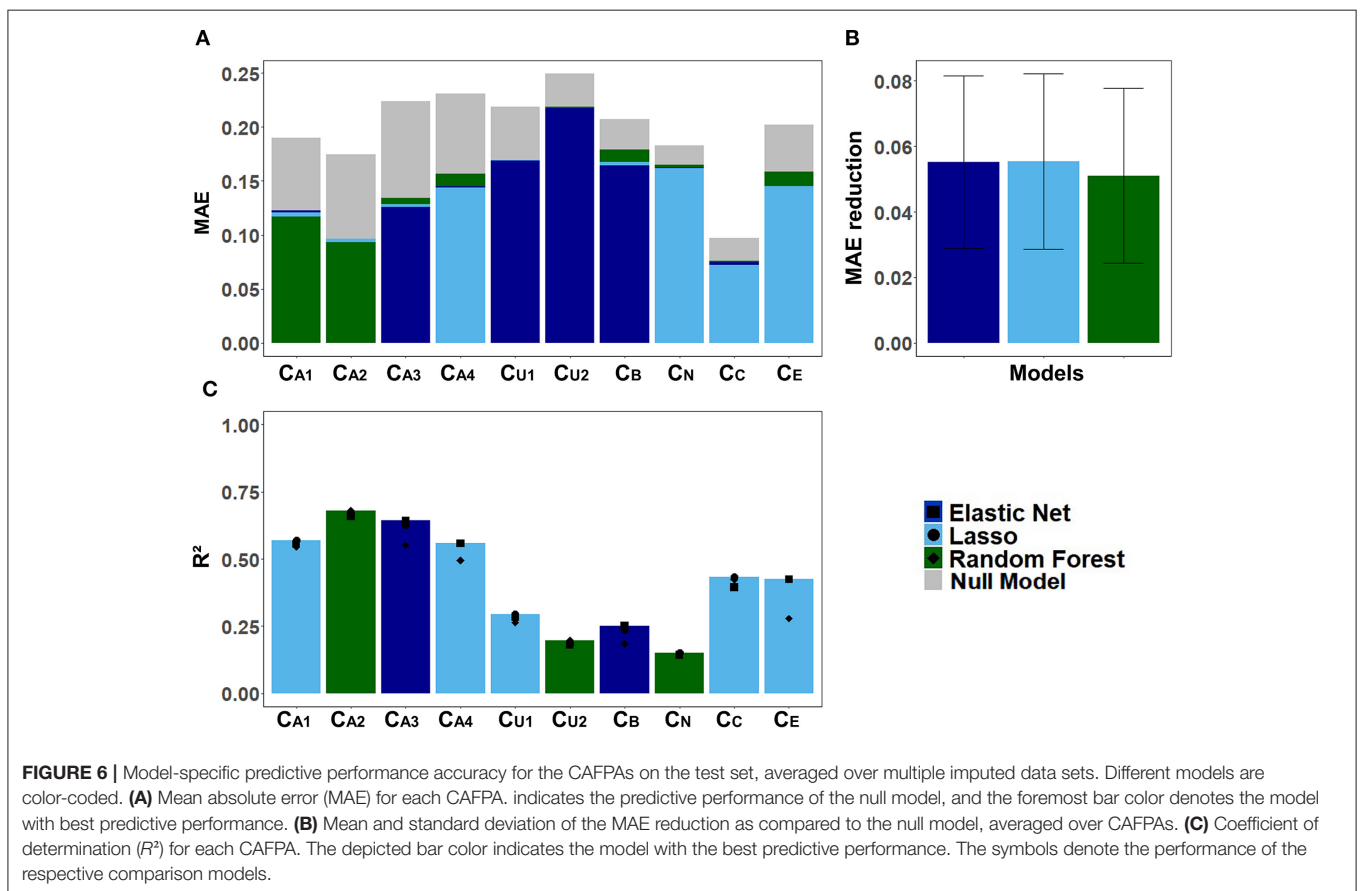 A
0.25
0.20
0.15
0.10
0.05
0.00
MAE
CA1 CA2 CA3 CA4 CU1 CU2 CB CN CC CE
B
0.08
0.06
0.04
0.02
0.00
MAE reduction
Models
C
1.00
0.75
0.50
0.25
0.00
R²
CA1 CA2 CA3 CA4 CU1 CU2 CB CN CC CE
Elastic Net
Lasso
Random Forest
Null Model
FIGURE 6 | Model-specific predictive performance accuracy for the CAFPAs on the test set, averaged over multiple imputed data sets. Different models are
color-coded. (A) Mean absolute error (MAE) for each CAFPA. indicates the predictive performance of the null model, and the foremost bar color denotes the model
with best predictive performance. (B) Mean and standard deviation of the MAE reduction as compared to the null model, averaged over CAFPAs. (C) Coefficient of
determination (R²) for each CAFPA. The depicted bar color indicates the model with the best predictive performance. The symbols denote the performance of the
respective comparison models.